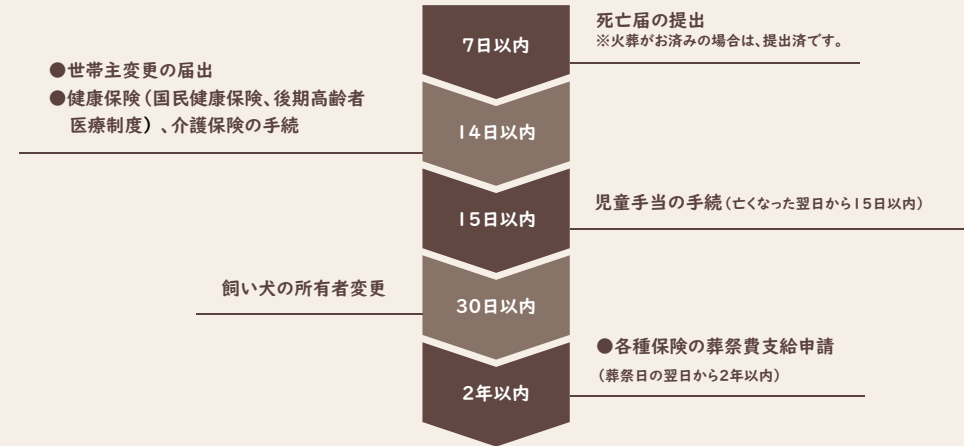 7日以内
死亡届の提出
※火葬がお済みの場合は、提出済です。
●世帯主変更の届出
●健康保険（国民健康保険、後期高齢者
医療制度）、介護保険の手続
14日以内
15日以内
児童手当の手続（亡くなった翌日から15日以内）
飼い犬の所有者変更
30日以内
●各種保険の葬祭費支給申請
（葬祭日の翌日から2年以内）
2年以内